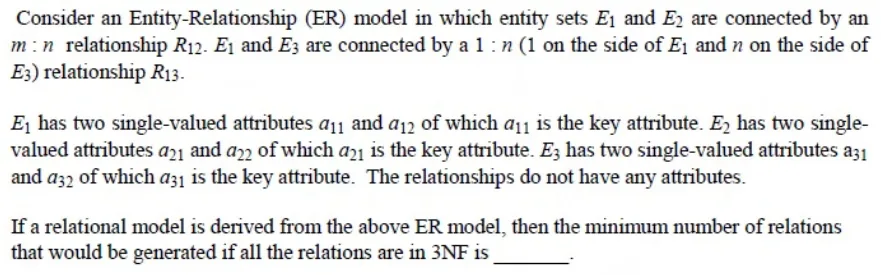 Consider an Entity-Relationship (ER) model in which entity sets E₁ and E₂ are connected by an
m : n relationship R₁₂. E₁ and E₃ are connected by a 1 : n (1 on the side of E₁ and n on the side of
E₃) relationship R₁₃.
E₁ has two single-valued attributes a₁₁ and a₁₂ of which a₁₁ is the key attribute. E₂ has two single-
valued attributes a₂₁ and a₂₂ of which a₂₁ is the key attribute. E₃ has two single-valued attributes a₃₁
and a₃₂ of which a₃₁ is the key attribute. The relationships do not have any attributes.
If a relational model is derived from the above ER model, then the minimum number of relations
that would be generated if all the relations are in 3NF is ________.